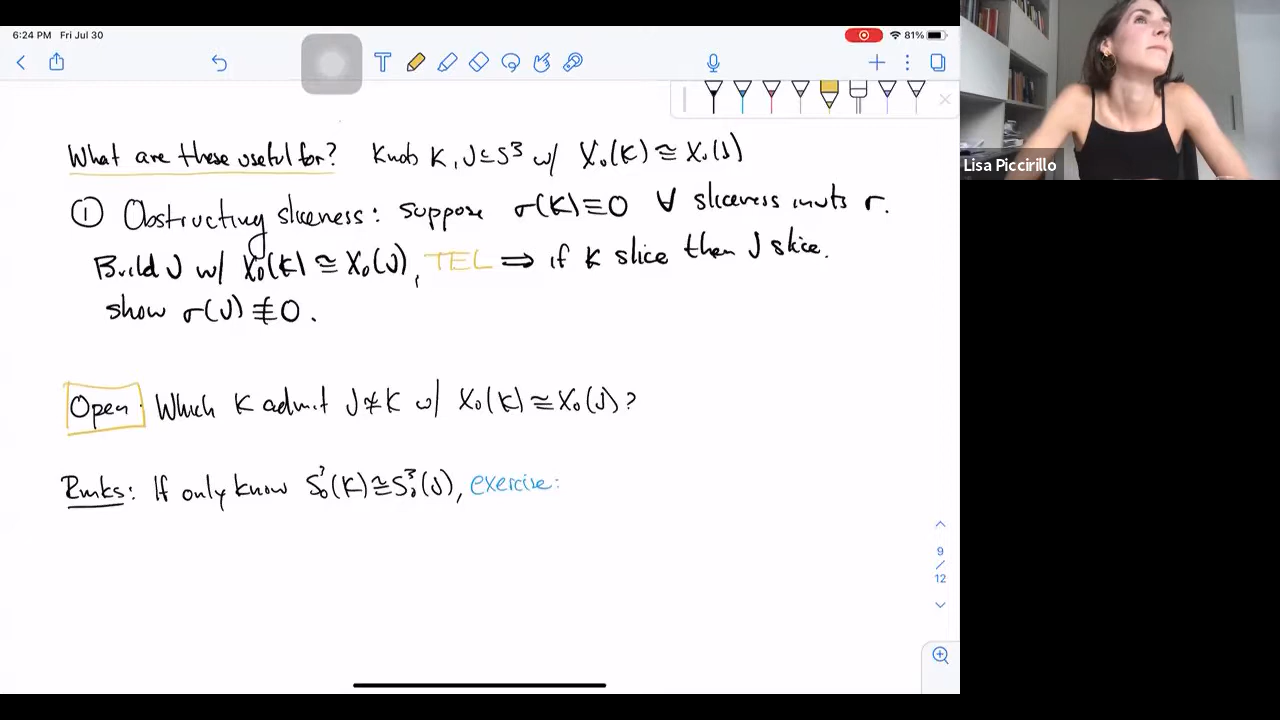 6:24 PM Fri Jul 30
81%
T
Lisa Piccirillo
What are these useful for? Knots K, J ⊆ S³ w/ X₀(K) ≅ X₀(J)
① Obstructing sliceness: suppose σ(K) ≡ 0 ∀ sliceness invts σ.
Build J w/ X₀(K) ≅ X₀(J), TEL ⟹ if K slice then J slice.
show σ(J) ≢ 0.
Open: Which K admit J ≄ K w/ X₀(K) ≅ X₀(J)?
Rmks: If only know S³₀(K) ≅ S³₀(J), exercise:
9
/
12